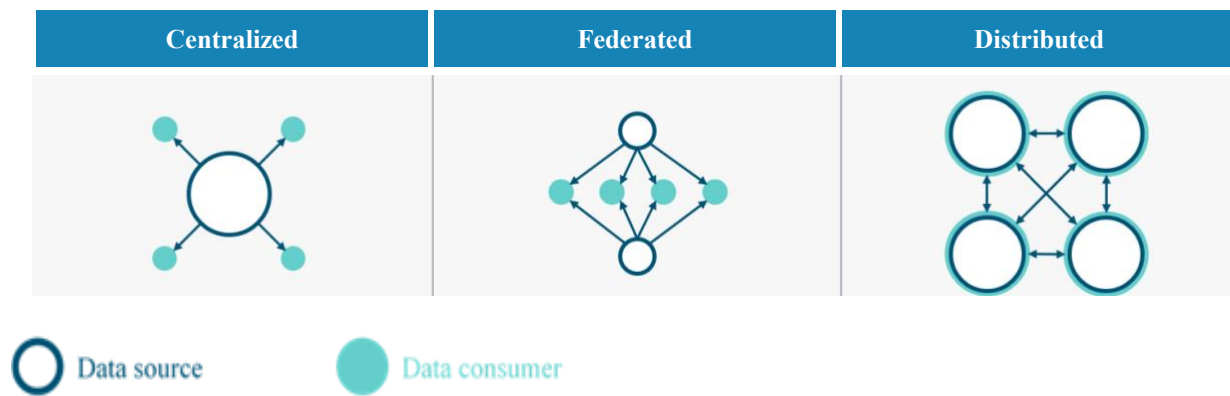 Centralized
Federated
Distributed
Data source
Data consumer